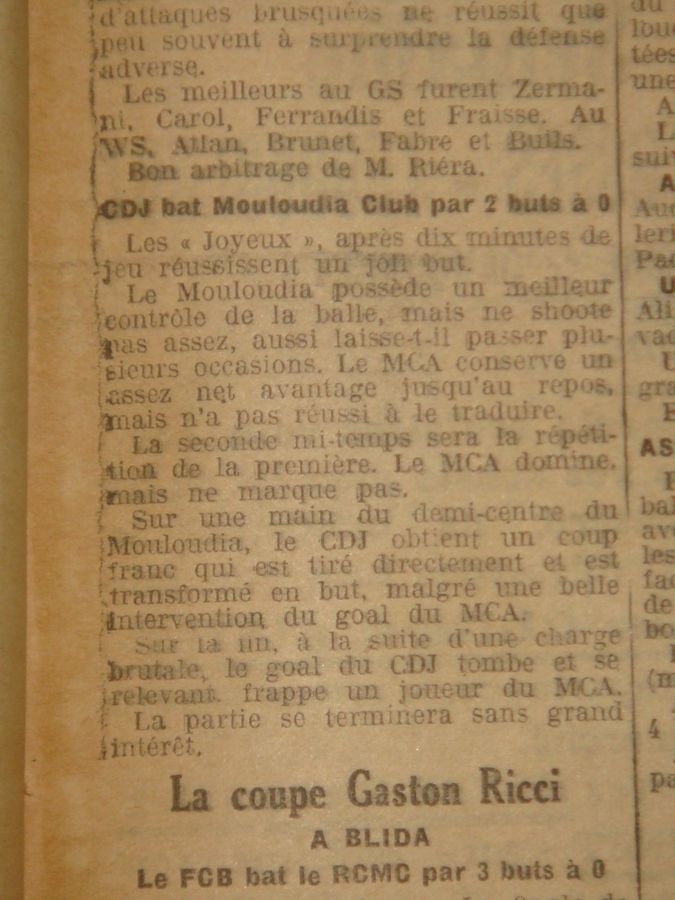 d'attaques brusquées ne réussit que
peu souvent à surprendre la défense
adverse.
Les meilleurs au GS furent Zerma-
ni, Carol, Ferrandis et Fraisse. Au
WS, Atlan, Brunet, Fabre et Buils.
Bon arbitrage de M. Riéra.
CDJ bat Mouloudia Club par 2 buts à 0
Les « Joyeux », après dix minutes de
jeu réussissent un joli but.
Le Mouloudia possède un meilleur
contrôle de la balle, mais ne shoote
pas assez, aussi laisse-t-il passer plu-
sieurs occasions. Le MCA conserve un
assez net avantage jusqu'au repos,
mais n'a pas réussi à le traduire.
La seconde mi-temps sera la répéti-
tion de la première. Le MCA domine,
mais ne marque pas.
Sur une main du demi-centre du
Mouloudia, le CDJ obtient un coup
franc qui est tiré directement et est
transformé en but, malgré une belle
intervention du goal du MCA.
Sur la fin, à la suite d'une charge
brutale, le goal du CDJ tombe et se
relevant, frappe un joueur du MCA.
La partie se terminera sans grand
intérêt.
La coupe Gaston Ricci
A BLIDA
Le FCB bat le RCMC par 3 buts à 0